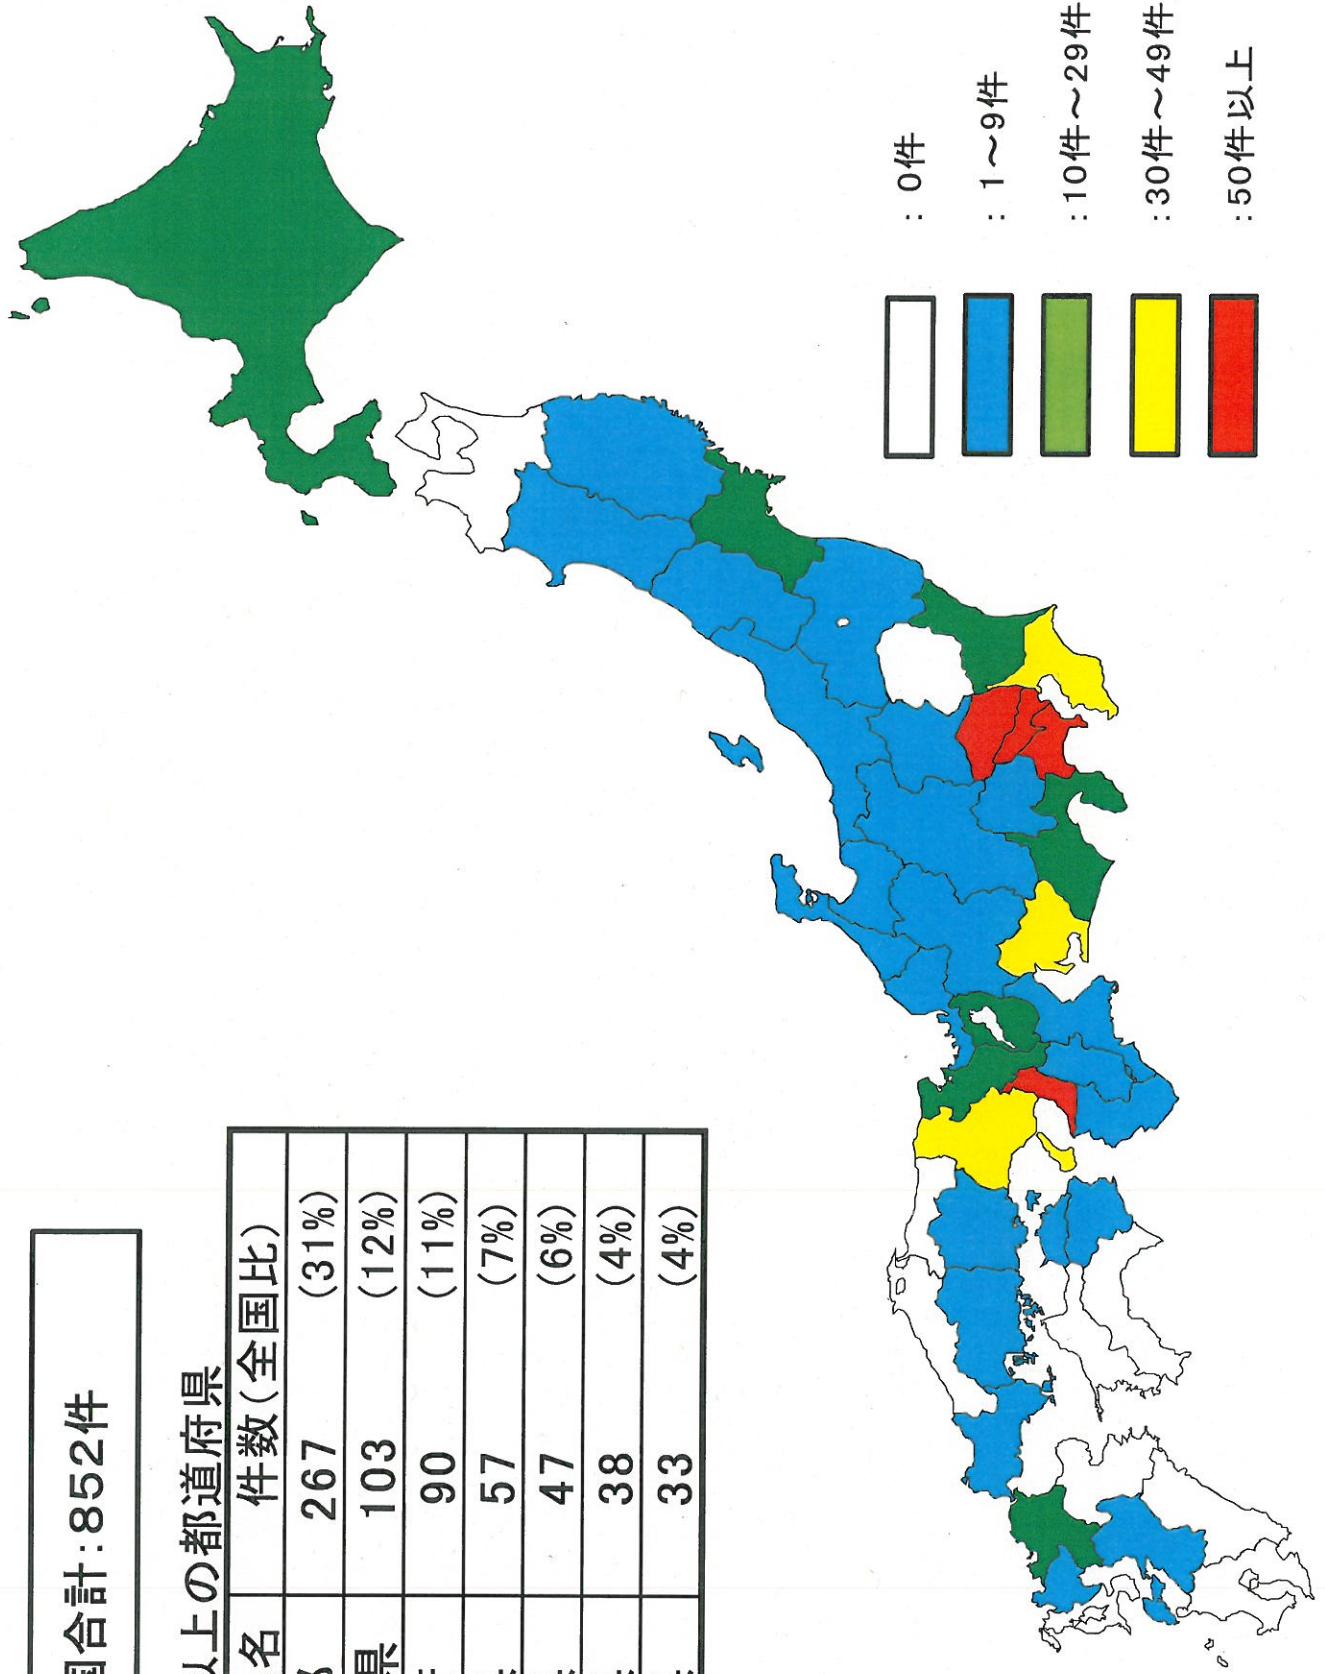 国合計:852件
以上の都道府県
名 件数(全国比)
267 (31%)
県 103 (12%)
90 (11%)
57 (7%)
47 (6%)
38 (4%)
33 (4%)
: 0件
: 1~9件
:10件~29件
:30件~49件
:50件以上